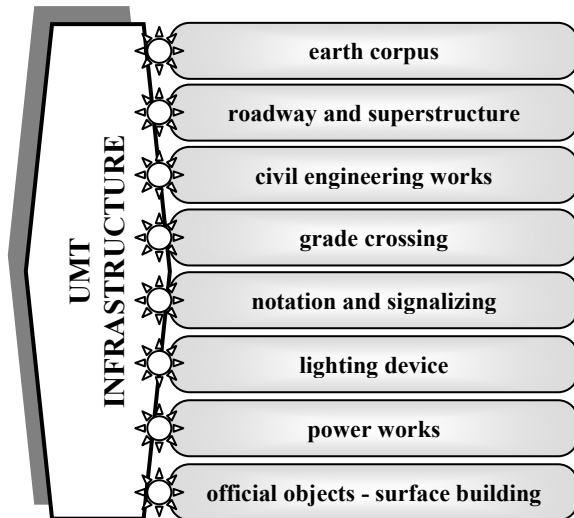 UMT
INFRASTRUCTURE
earth corpus
roadway and superstructure
civil engineering works
grade crossing
notation and signalizing
lighting device
power works
official objects - surface building